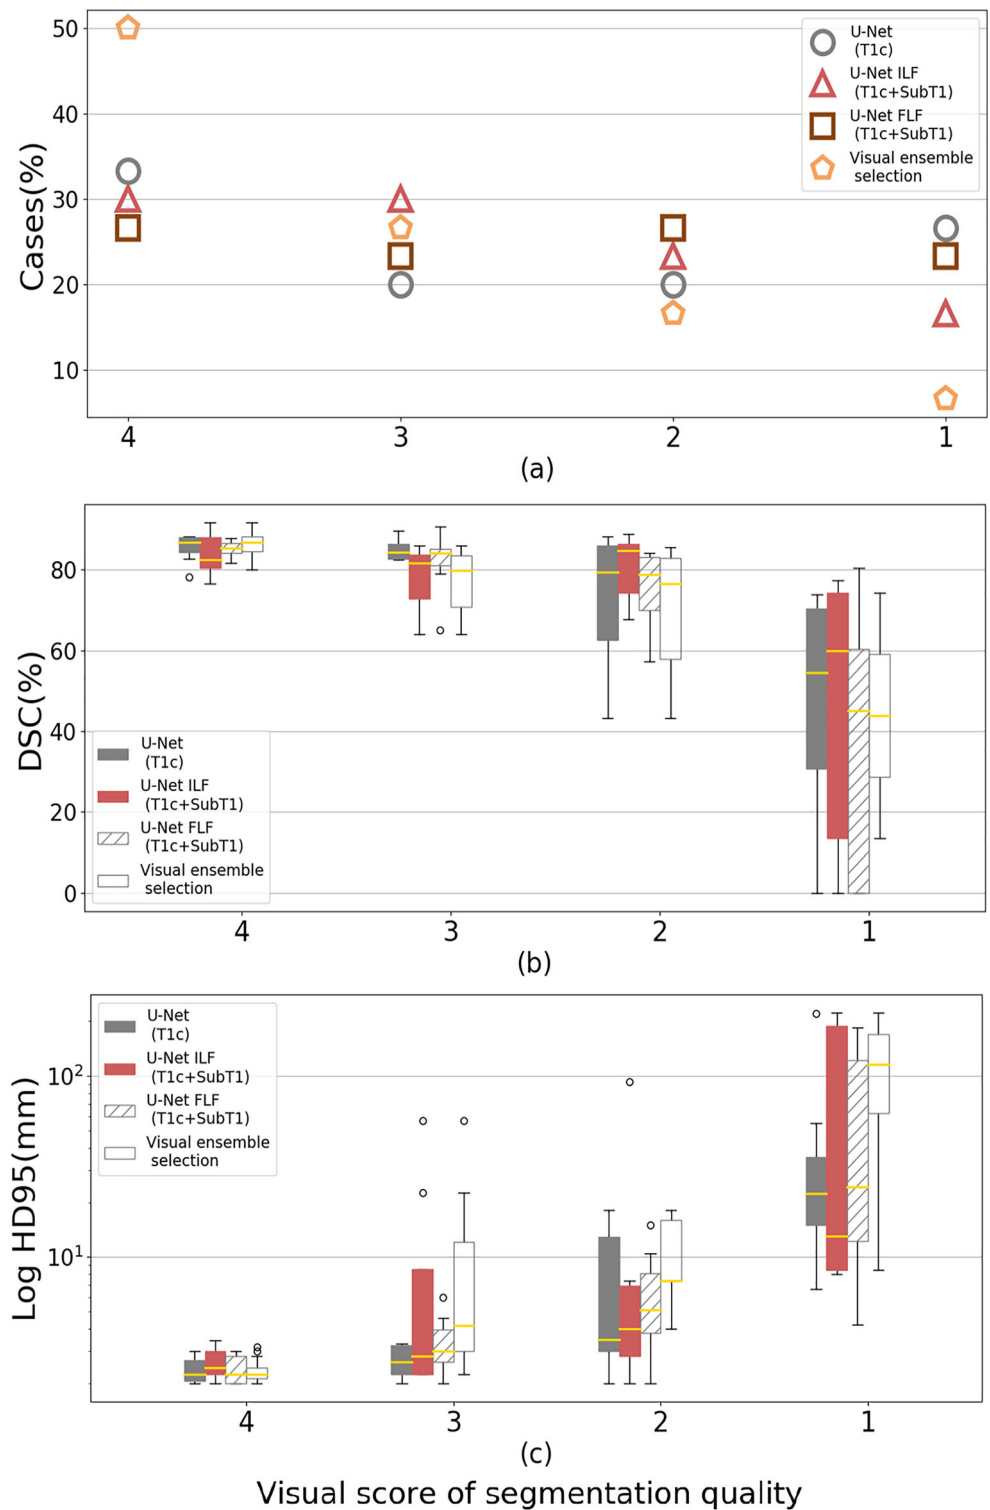 50
40
30
20
10
Cases(%)
U-Net
(T1c)
U-Net ILF
(T1c+SubT1)
U-Net FLF
(T1c+SubT1)
Visual ensemble
selection
4 3 2 1
(a)
80
60
40
20
0
DSC(%)
U-Net
(T1c)
U-Net ILF
(T1c+SubT1)
U-Net FLF
(T1c+SubT1)
Visual ensemble
selection
4 3 2 1
(b)
10²
10¹
Log HD95(mm)
U-Net
(T1c)
U-Net ILF
(T1c+SubT1)
U-Net FLF
(T1c+SubT1)
Visual ensemble
selection
4 3 2 1
(c)
Visual score of segmentation quality